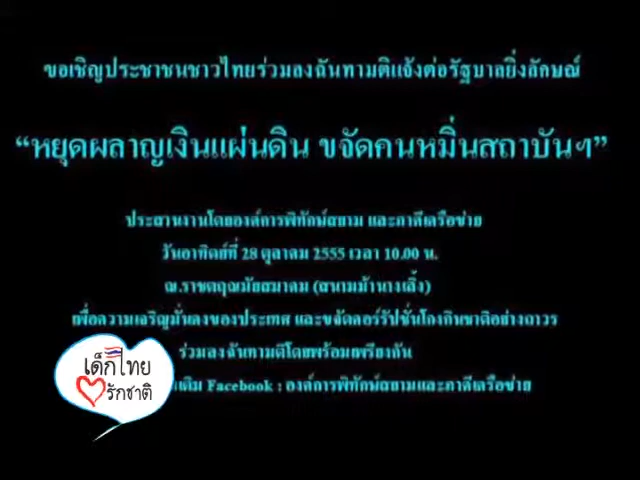 ขอเชิญประชาชนชาวไทยร่วมลงฉันทามติแจ้งต่อรัฐบาลยิ่งลักษณ์
“หยุดผลาญเงินแผ่นดิน ขจัดคนหมิ่นสถาบันฯ”
ประสานงานโดยองค์การพิทักษ์สยาม และภาคีเครือข่าย
วันอาทิตย์ที่ 28 ตุลาคม 2555 เวลา 10.00 น.
ณ.ราชตฤณมัยสมาคม (สนามม้านางเลิ้ง)
เพื่อความเจริญมั่นคงของประเทศ และขจัดคอร์รัปชั่นโกงกินชาติอย่างถาวร
ร่วมลงฉันทามติโดยพร้อมเพรียงกัน
เติม Facebook : องค์การพิทักษ์สยามและภาคีเครือข่าย
เด็กไทย
รักชาติ